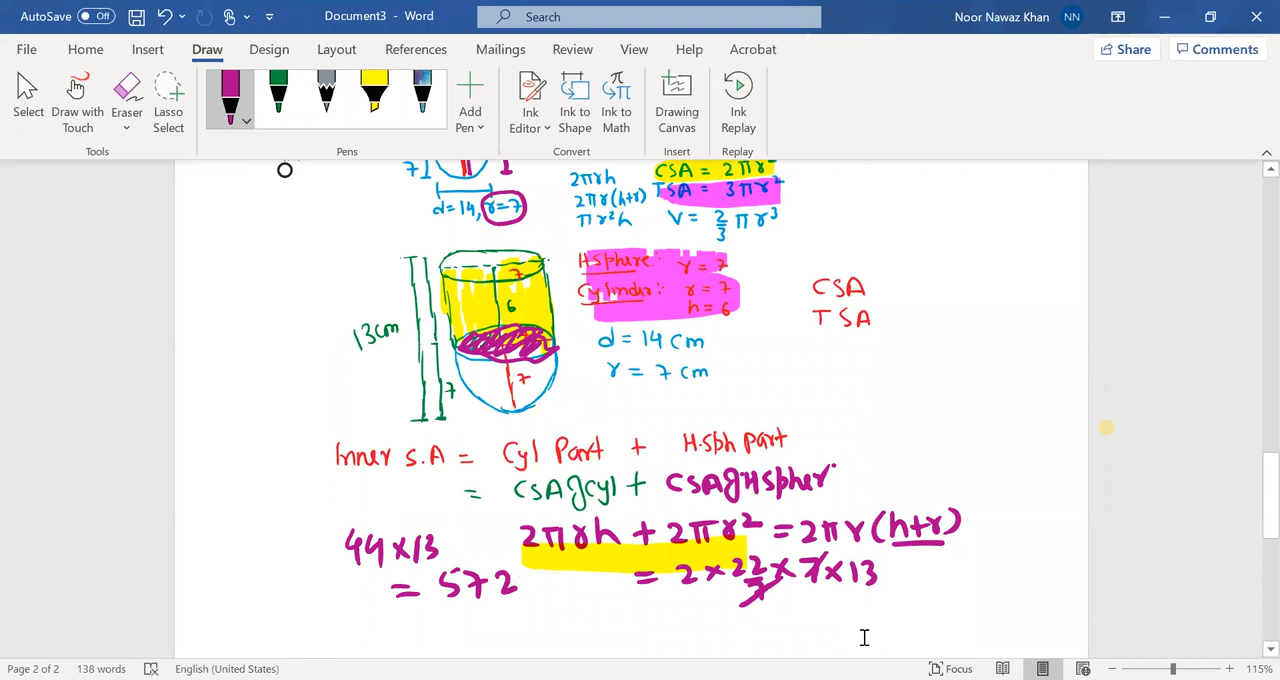 AutoSave Off Document3 - Word Search Noor Nawaz Khan NN
File Home Insert Draw Design Layout References Mailings Review View Help Acrobat Share Comments
Select Draw with Touch Eraser Lasso Select Add Pen Ink Editor Ink to Shape Ink to Math Drawing Canvas Ink Replay
Tools Pens Convert Insert Replay
7
d = 14, r = 7
2πrh
2πr(h+r)
πr²h
CSA = 2πr²
TSA = 3πr²
V = 2/3 πr³
13cm
7
7
6
7
HSphere: r = 7
Cylinder: r = 7
h = 6
d = 14 cm
r = 7 cm
CSA
TSA
Inner S.A = Cyl Part + H.Sph Part
= CSA of Cyl + CSA of HSpher
2πrh + 2πr² = 2πr(h+r)
= 2 × 22/7 × 7 × 13
44 × 13
= 572
Page 2 of 2 138 words English (United States) Focus 115%